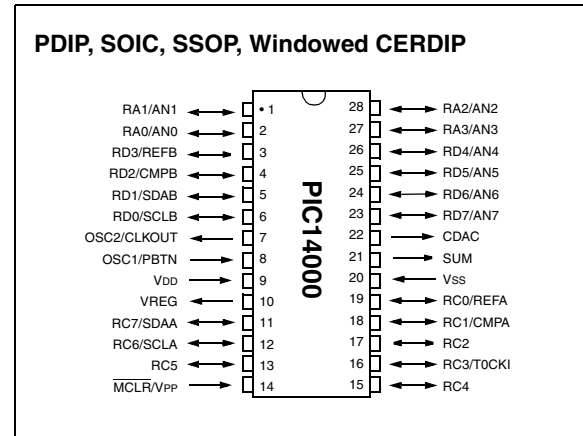 PDIP, SOIC, SSOP, Windowed CERDIP
RA1/AN1 • 1 28 RA2/AN2
RA0/AN0 2 27 RA3/AN3
RD3/REFB 3 26 RD4/AN4
RD2/CMPB 4 25 RD5/AN5
RD1/SDAB 5 24 RD6/AN6
RD0/SCLB 6 23 RD7/AN7
OSC2/CLKOUT 7 22 CDAC
OSC1/PBTN 8 21 SUM
VDD 9 20 VSS
VREG 10 19 RC0/REFA
RC7/SDAA 11 18 RC1/CMPA
RC6/SCLA 12 17 RC2
RC5 13 16 RC3/T0CKI
MCLR/VPP 14 15 RC4
PIC14000